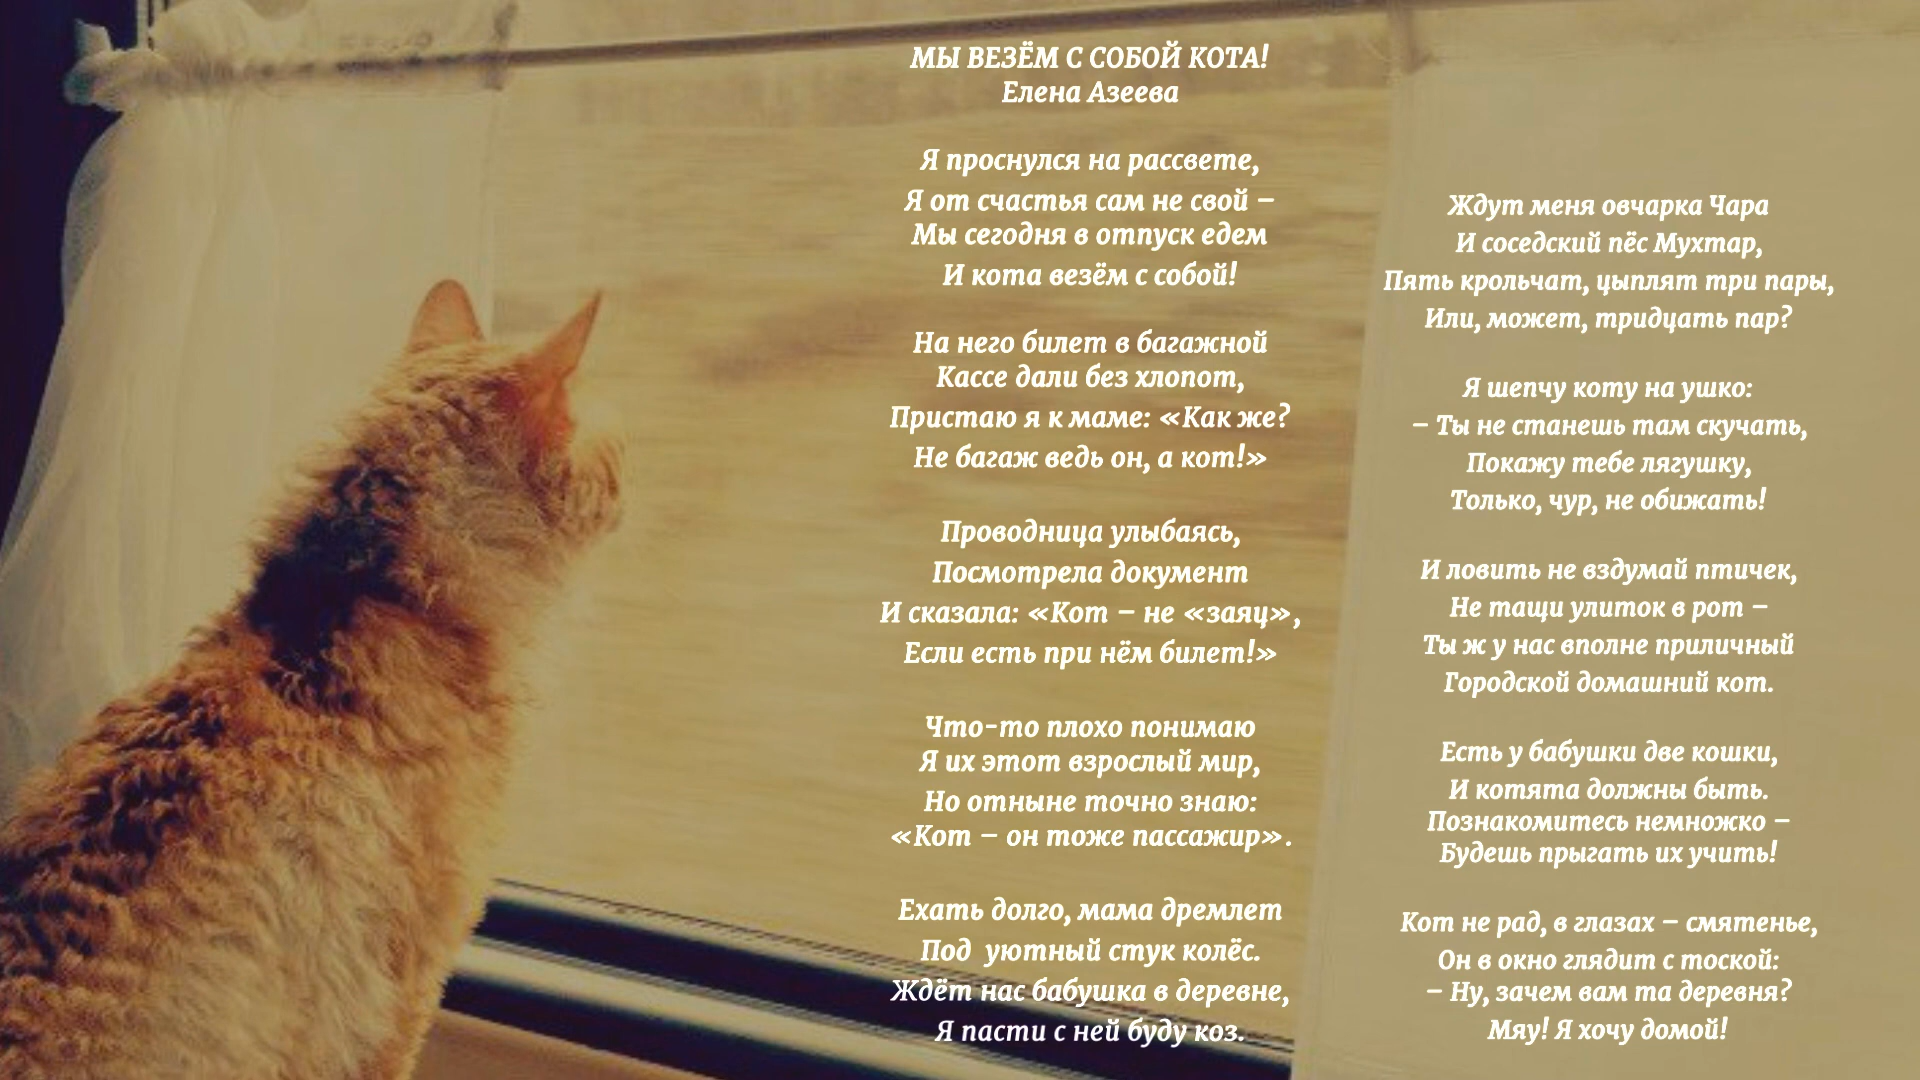 МЫ ВЕЗЁМ С СОБОЙ КОТА!
Елена Азеева
Я проснулся на рассвете,
Я от счастья сам не свой –
Мы сегодня в отпуск едем
И кота везём с собой!
На него билет в багажной
Кассе дали без хлопот,
Пристаю я к маме: «Как же?
Не багаж ведь он, а кот!»
Проводница улыбаясь,
Посмотрела документ
И сказала: «Кот – не «заяц»,
Если есть при нём билет!»
Что-то плохо понимаю
Я их этот взрослый мир,
Но отныне точно знаю:
«Кот – он тоже пассажир».
Ехать долго, мама дремлет
Под уютный стук колёс.
Ждёт нас бабушка в деревне,
Я пасти с ней буду коз.
Ждут меня овчарка Чара
И соседский пёс Мухтар,
Пять крольчат, цыплят три пары,
Или, может, тридцать пар?
Я шепчу коту на ушко:
– Ты не станешь там скучать,
Покажу тебе лягушку,
Только, чур, не обижать!
И ловить не вздумай птичек,
Не тащи улиток в рот –
Ты ж у нас вполне приличный
Городской домашний кот.
Есть у бабушки две кошки,
И котята должны быть.
Познакомитесь немножко –
Будешь прыгать их учить!
Кот не рад, в глазах – смятенье,
Он в окно глядит с тоской:
– Ну, зачем вам та деревня?
Мяу! Я хочу домой!